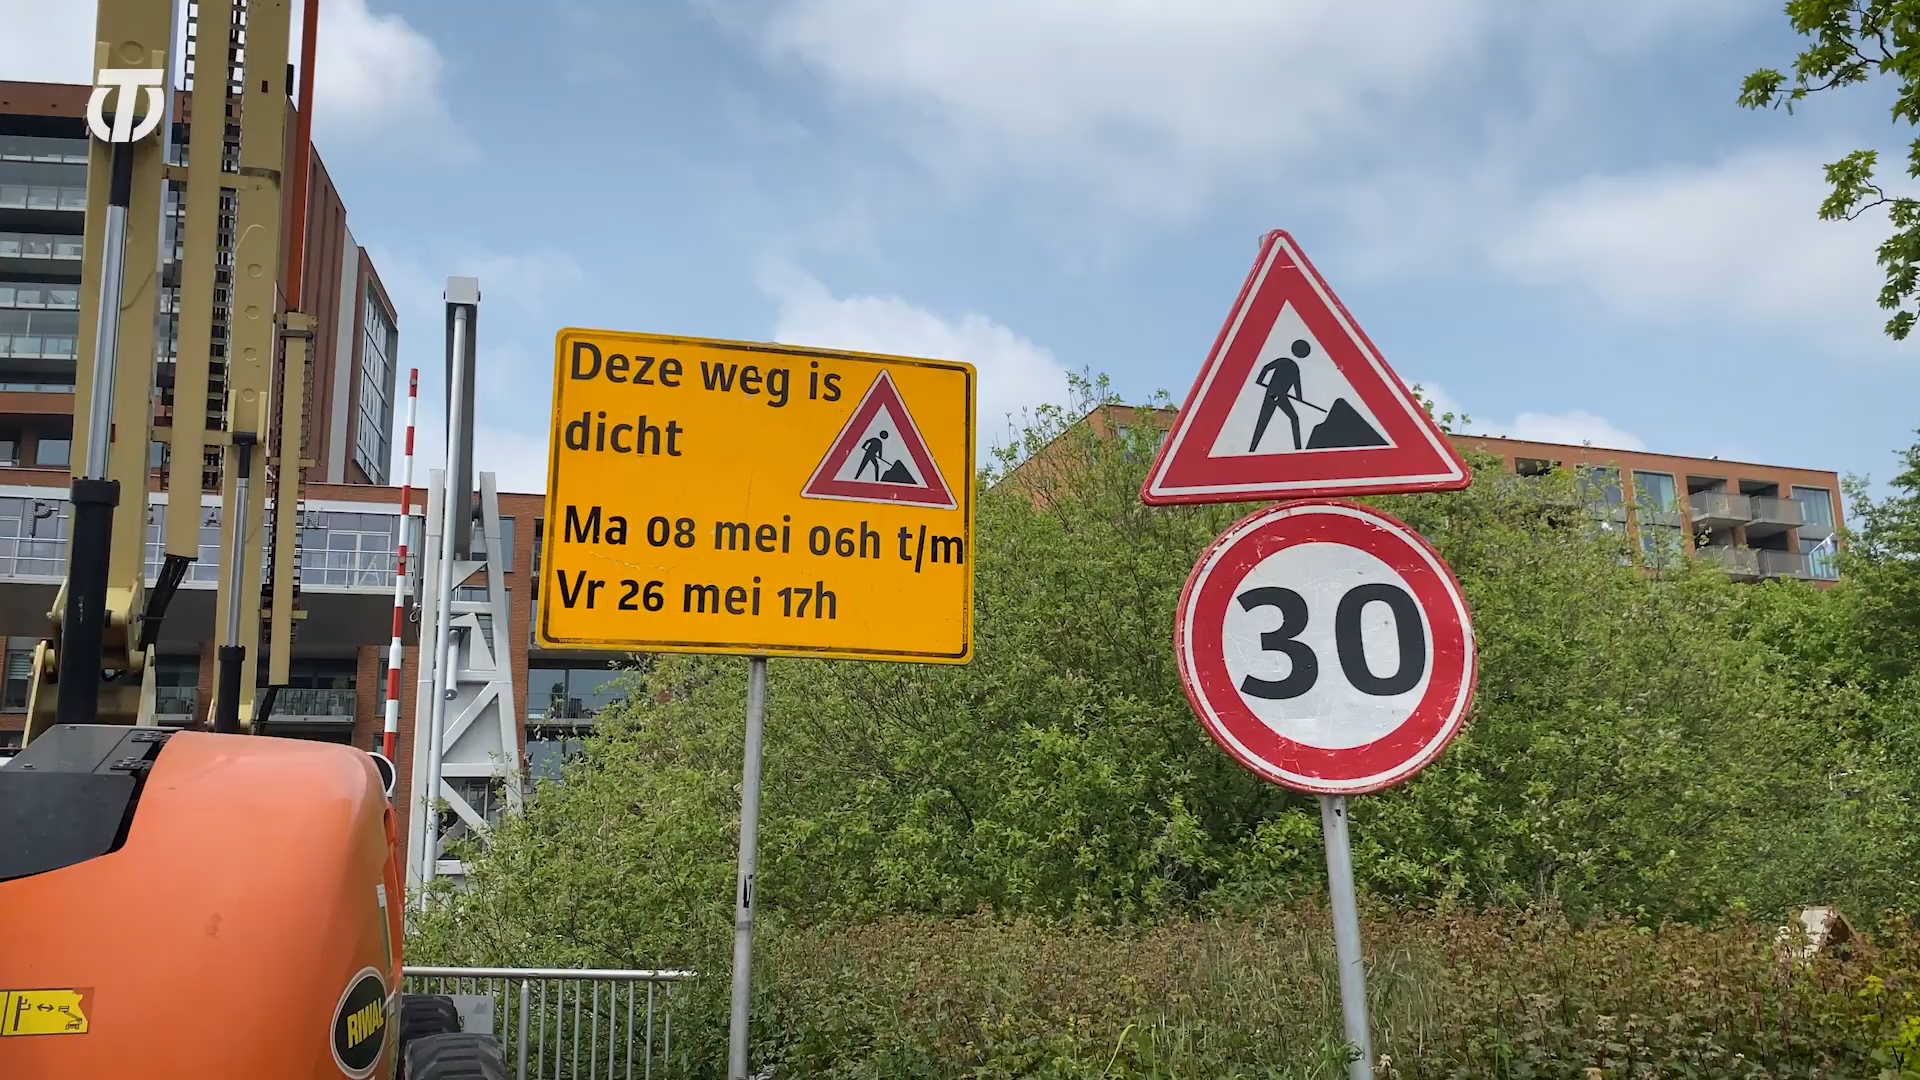 Deze weg is
dicht
Ma 08 mei 06h t/m
Vr 26 mei 17h
30
RIWAL